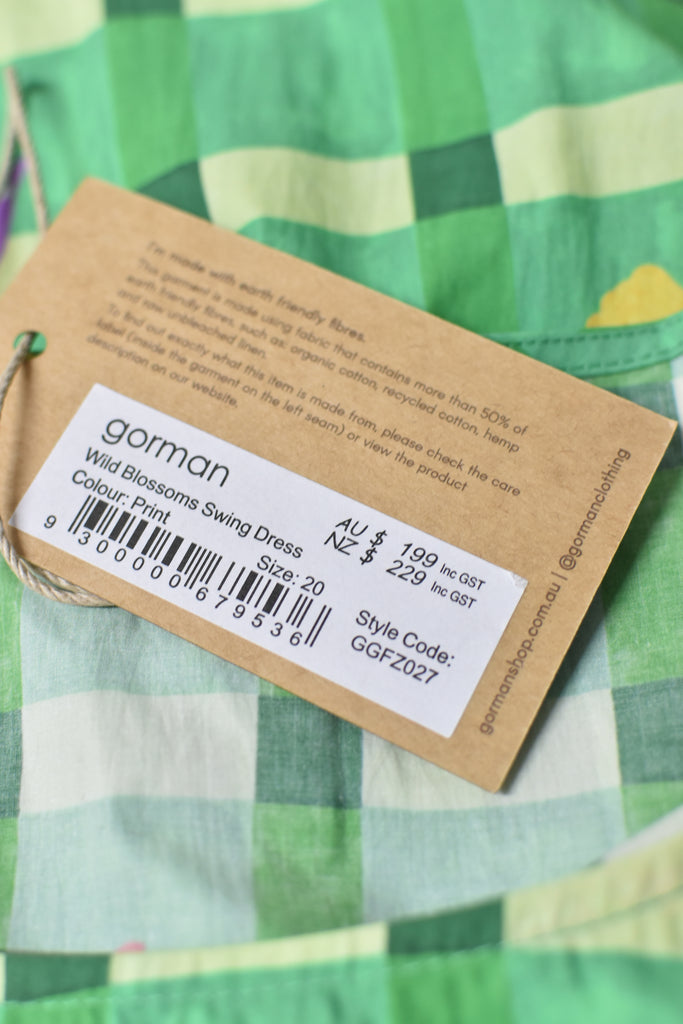 I'm made with earth friendly fibres.
This garment is made using fabric that contains more than 50% of
earth friendly fibres, such as: organic cotton, recycled cotton, hemp
and raw unbleached linen.
To find out exactly what this item is made from, please check the care
label (inside the garment on the left seam) or view the product
description on our website.
gorman
Wild Blossoms Swing Dress
Colour: Print
Size: 20
9 300000 679536
AU $ 199 Inc GST
NZ $ 229 Inc GST
Style Code:
GGFZ027
gormanshop.com.au | @gormanclothing